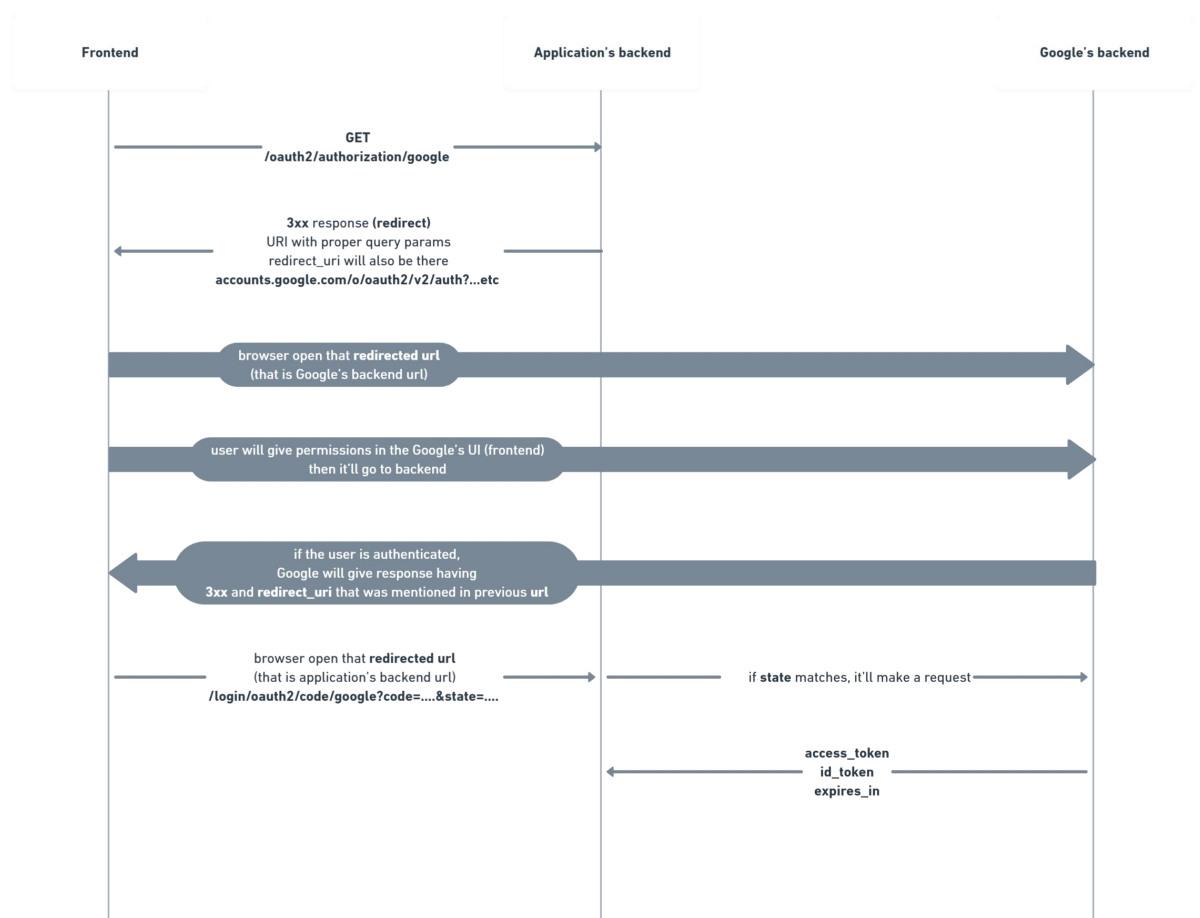 Frontend
Application's backend
Google's backend
GET
/oauth2/authorization/google
3xx response (redirect)
URI with proper query params
redirect_uri will also be there
accounts.google.com/o/oauth2/v2/auth?...etc
browser open that redirected url
(that is Google's backend url)
user will give permissions in the Google's UI (frontend)
then it'll go to backend
if the user is authenticated,
Google will give response having
3xx and redirect_uri that was mentioned in previous url
browser open that redirected url
(that is application's backend url)
/login/oauth2/code/google?code=....&state=....
if state matches, it'll make a request
access_token
id_token
expires_in